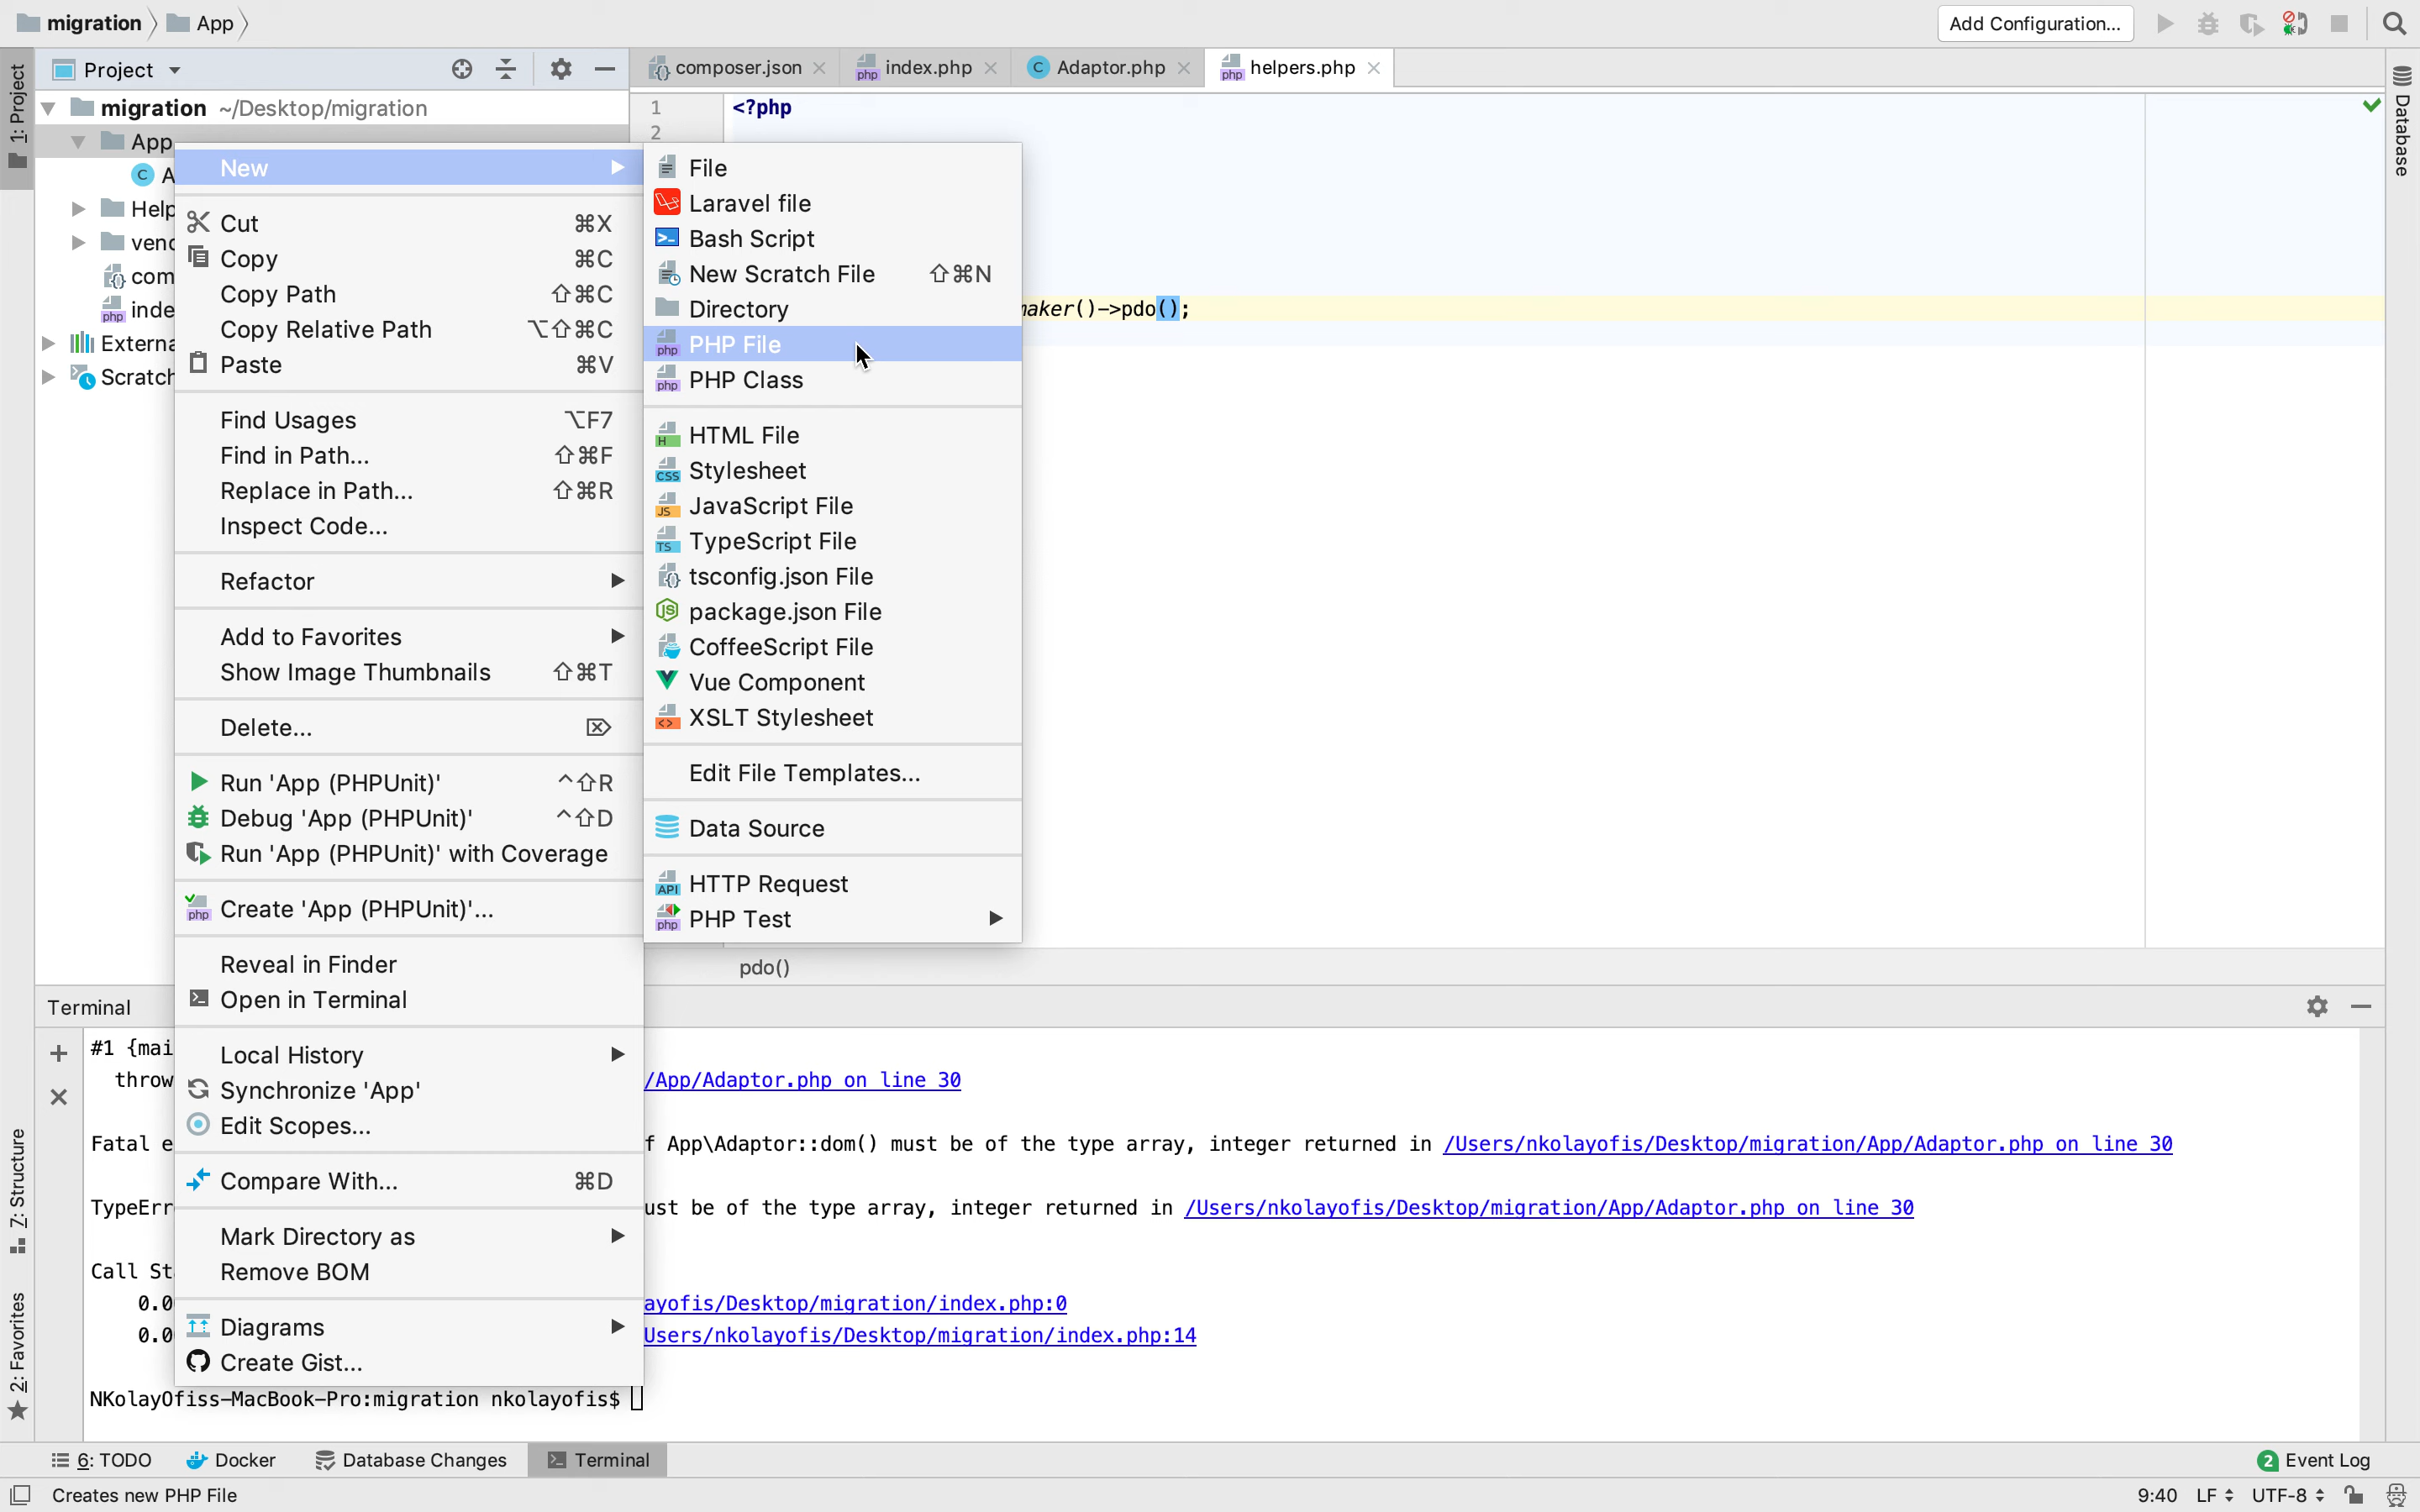 migration App
Add Configuration...
1: Project
Project
composer.json
index.php
Adaptor.php
helpers.php
Database
migration ~/Desktop/migration
App
1 <?php
2
New
Cut ⌘X
Copy ⌘C
Copy Path ⇧⌘C
Copy Relative Path ⌥⇧⌘C
Paste ⌘V
Find Usages ⌥F7
Find in Path... ⇧⌘F
Replace in Path... ⇧⌘R
Inspect Code...
Refactor
Add to Favorites
Show Image Thumbnails ⇧⌘T
Delete... ⌦
Run 'App (PHPUnit)' ^⇧R
Debug 'App (PHPUnit)' ^⇧D
Run 'App (PHPUnit)' with Coverage
Create 'App (PHPUnit)'...
Reveal in Finder
Open in Terminal
Local History
Synchronize 'App'
Edit Scopes...
Compare With... ⌘D
Mark Directory as
Remove BOM
Diagrams
Create Gist...
File
Laravel file
Bash Script
New Scratch File ⇧⌘N
Directory
PHP File
PHP Class
HTML File
Stylesheet
JavaScript File
TypeScript File
tsconfig.json File
package.json File
CoffeeScript File
Vue Component
XSLT Stylesheet
Edit File Templates...
Data Source
HTTP Request
PHP Test
A
Help
venc
com
inde
Externa
Scratch
maker()->pdo();
pdo()
Terminal
#1 {mai
throw /App/Adaptor.php on line 30
Fatal e f App\Adaptor::dom() must be of the type array, integer returned in /Users/nkolayofis/Desktop/migration/App/Adaptor.php on line 30
TypeErr ust be of the type array, integer returned in /Users/nkolayofis/Desktop/migration/App/Adaptor.php on line 30
Call St
0.0 ayofis/Desktop/migration/index.php:0
0.0 Users/nkolayofis/Desktop/migration/index.php:14
NKolayOfiss-MacBook-Pro:migration nkolayofis$
7: Structure
2: Favorites
6: TODO
Docker
Database Changes
Terminal
2 Event Log
Creates new PHP File
9:40 LF UTF-8